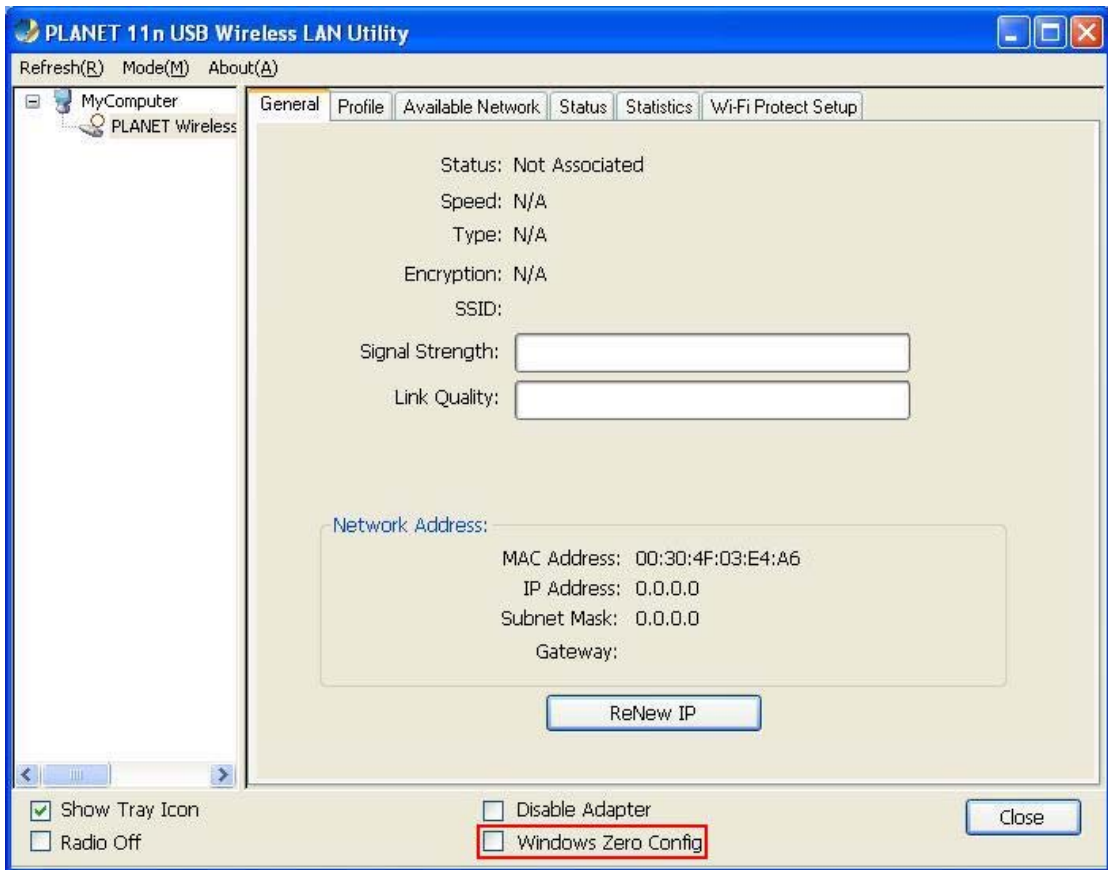 PLANET 11n USB Wireless LAN Utility
Refresh(R) Mode(M) About(A)
MyComputer
PLANET Wireless
General Profile Available Network Status Statistics Wi-Fi Protect Setup
Status: Not Associated
Speed: N/A
Type: N/A
Encryption: N/A
SSID:
Signal Strength:
Link Quality:
Network Address:
MAC Address: 00:30:4F:03:E4:A6
IP Address: 0.0.0.0
Subnet Mask: 0.0.0.0
Gateway:
ReNew IP
Show Tray Icon
Radio Off
Disable Adapter
Windows Zero Config
Close